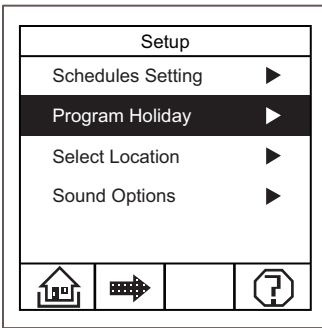 Setup
Schedules Setting
Program Holiday
Select Location
Sound Options
?